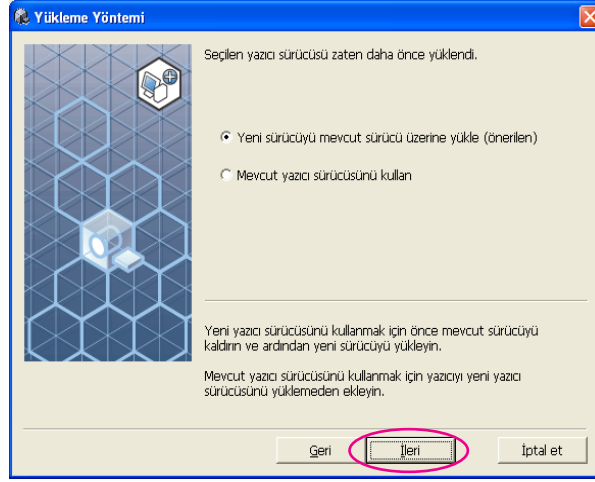 Yükleme Yöntemi
Seçilen yazıcı sürücüsü zaten daha önce yüklendi.
Yeni sürücüyü mevcut sürücü üzerine yükle (önerilen)
Mevcut yazıcı sürücüsünü kullan
Yeni yazıcı sürücüsünü kullanmak için önce mevcut sürücüyü
kaldırın ve ardından yeni sürücüyü yükleyin.
Mevcut yazıcı sürücüsünü kullanmak için yazıcıyı yeni yazıcı
sürücüsünü yüklemeden ekleyin.
Geri
İleri
İptal et